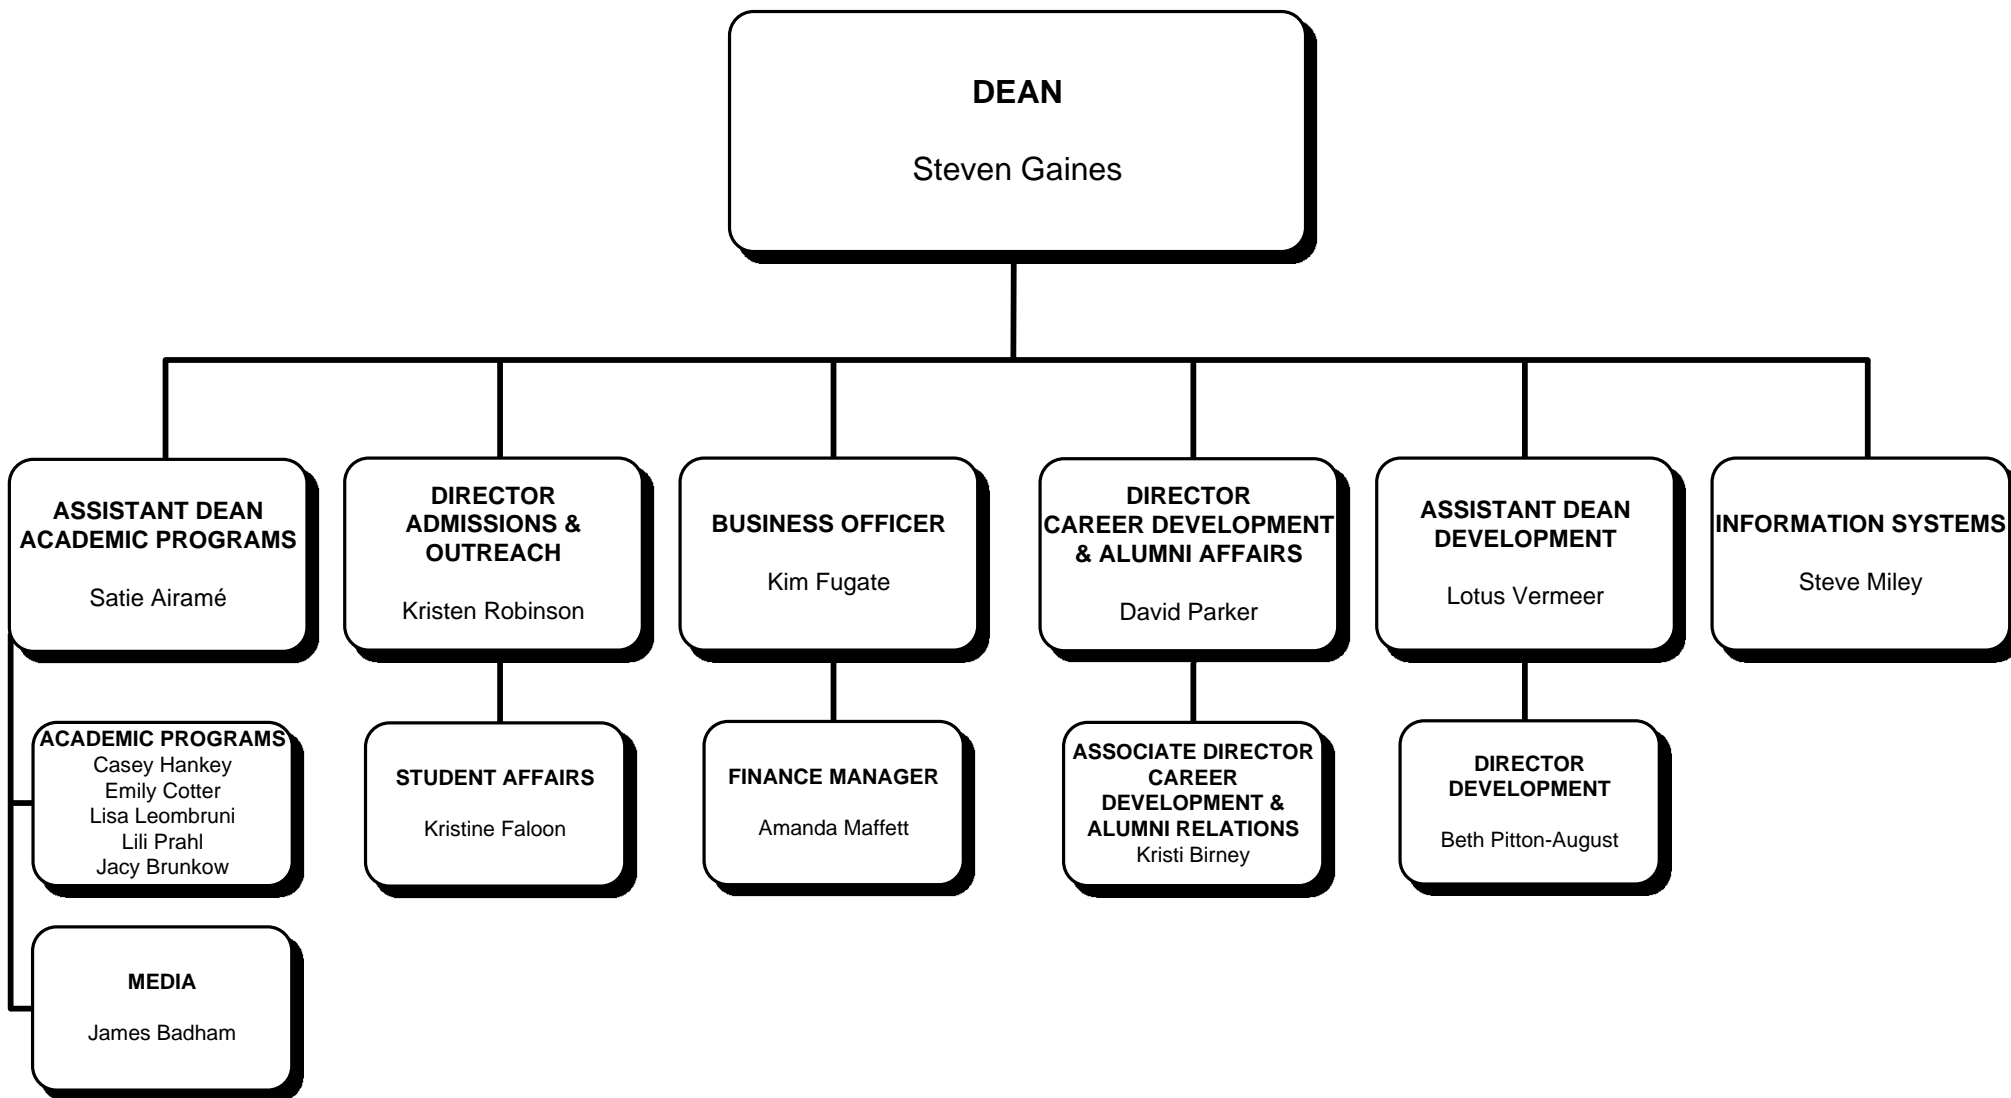 DEAN
Steven Gaines
ASSISTANT DEAN
ACADEMIC PROGRAMS
Satie Airamé
DIRECTOR
ADMISSIONS &
OUTREACH
Kristen Robinson
BUSINESS OFFICER
Kim Fugate
DIRECTOR
CAREER DEVELOPMENT
& ALUMNI AFFAIRS
David Parker
ASSISTANT DEAN
DEVELOPMENT
Lotus Vermeer
INFORMATION SYSTEMS
Steve Miley
ACADEMIC PROGRAMS
Casey Hankey
Emily Cotter
Lisa Leombruni
Lili Prahl
Jacy Brunkow
STUDENT AFFAIRS
Kristine Faloon
FINANCE MANAGER
Amanda Maffett
ASSOCIATE DIRECTOR
CAREER
DEVELOPMENT &
ALUMNI RELATIONS
Kristi Birney
DIRECTOR
DEVELOPMENT
Beth Pitton-August
MEDIA
James Badham